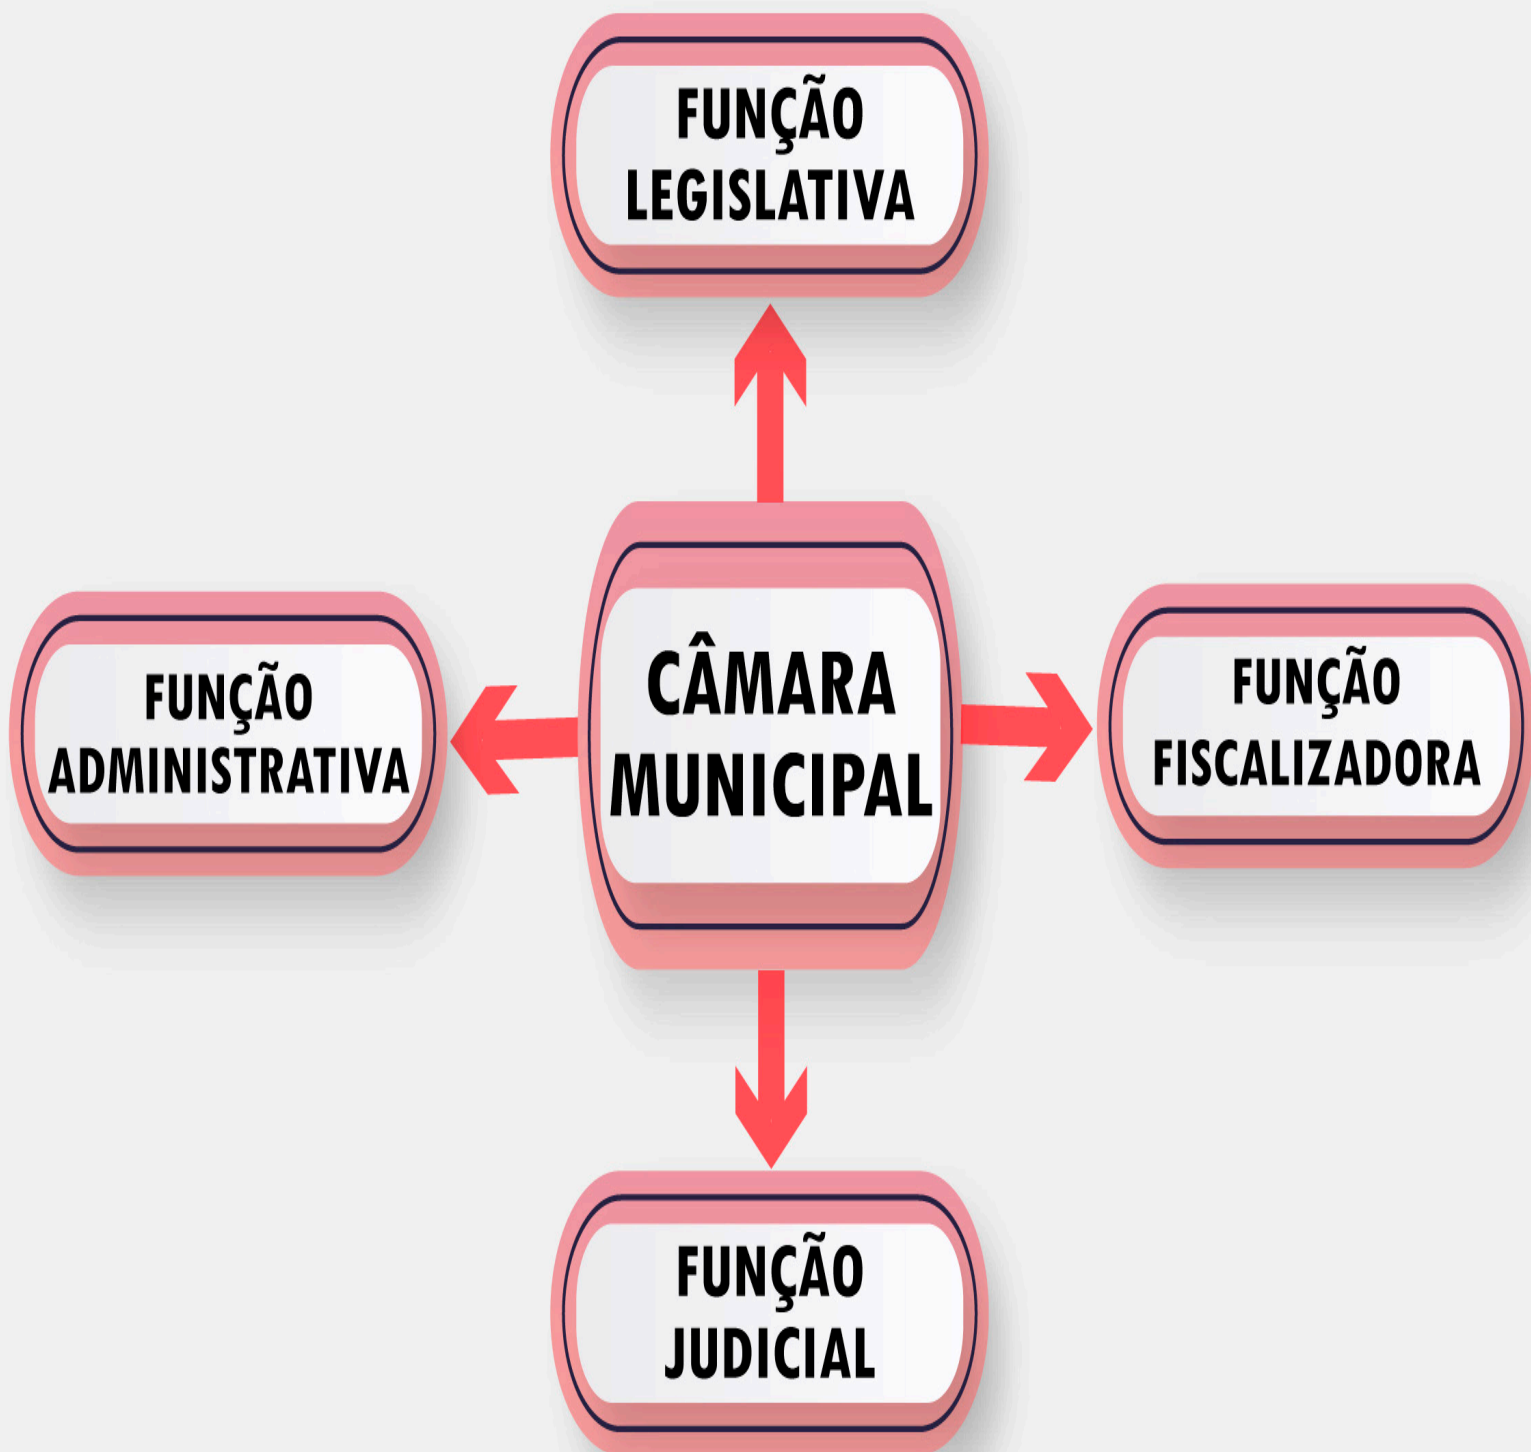 FUNÇÃO
LEGISLATIVA
FUNÇÃO
ADMINISTRATIVA
CÂMARA
MUNICIPAL
FUNÇÃO
FISCALIZADORA
FUNÇÃO
JUDICIAL